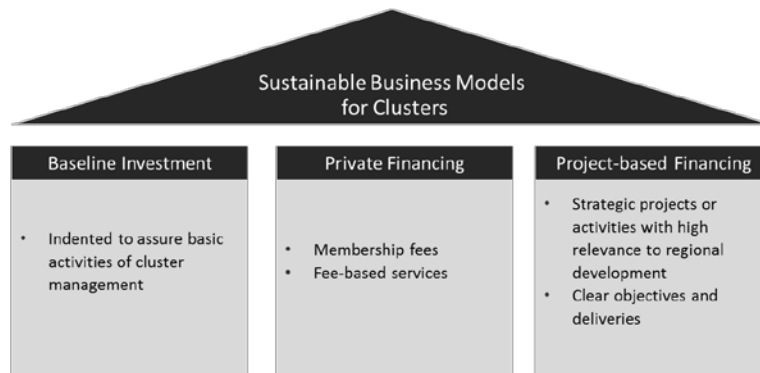 Sustainable Business Models
for Clusters
Baseline Investment
• Indented to assure basic
activities of cluster
management
Private Financing
• Membership fees
• Fee-based services
Project-based Financing
• Strategic projects or
activities with high
relevance to regional
development
• Clear objectives and
deliveries